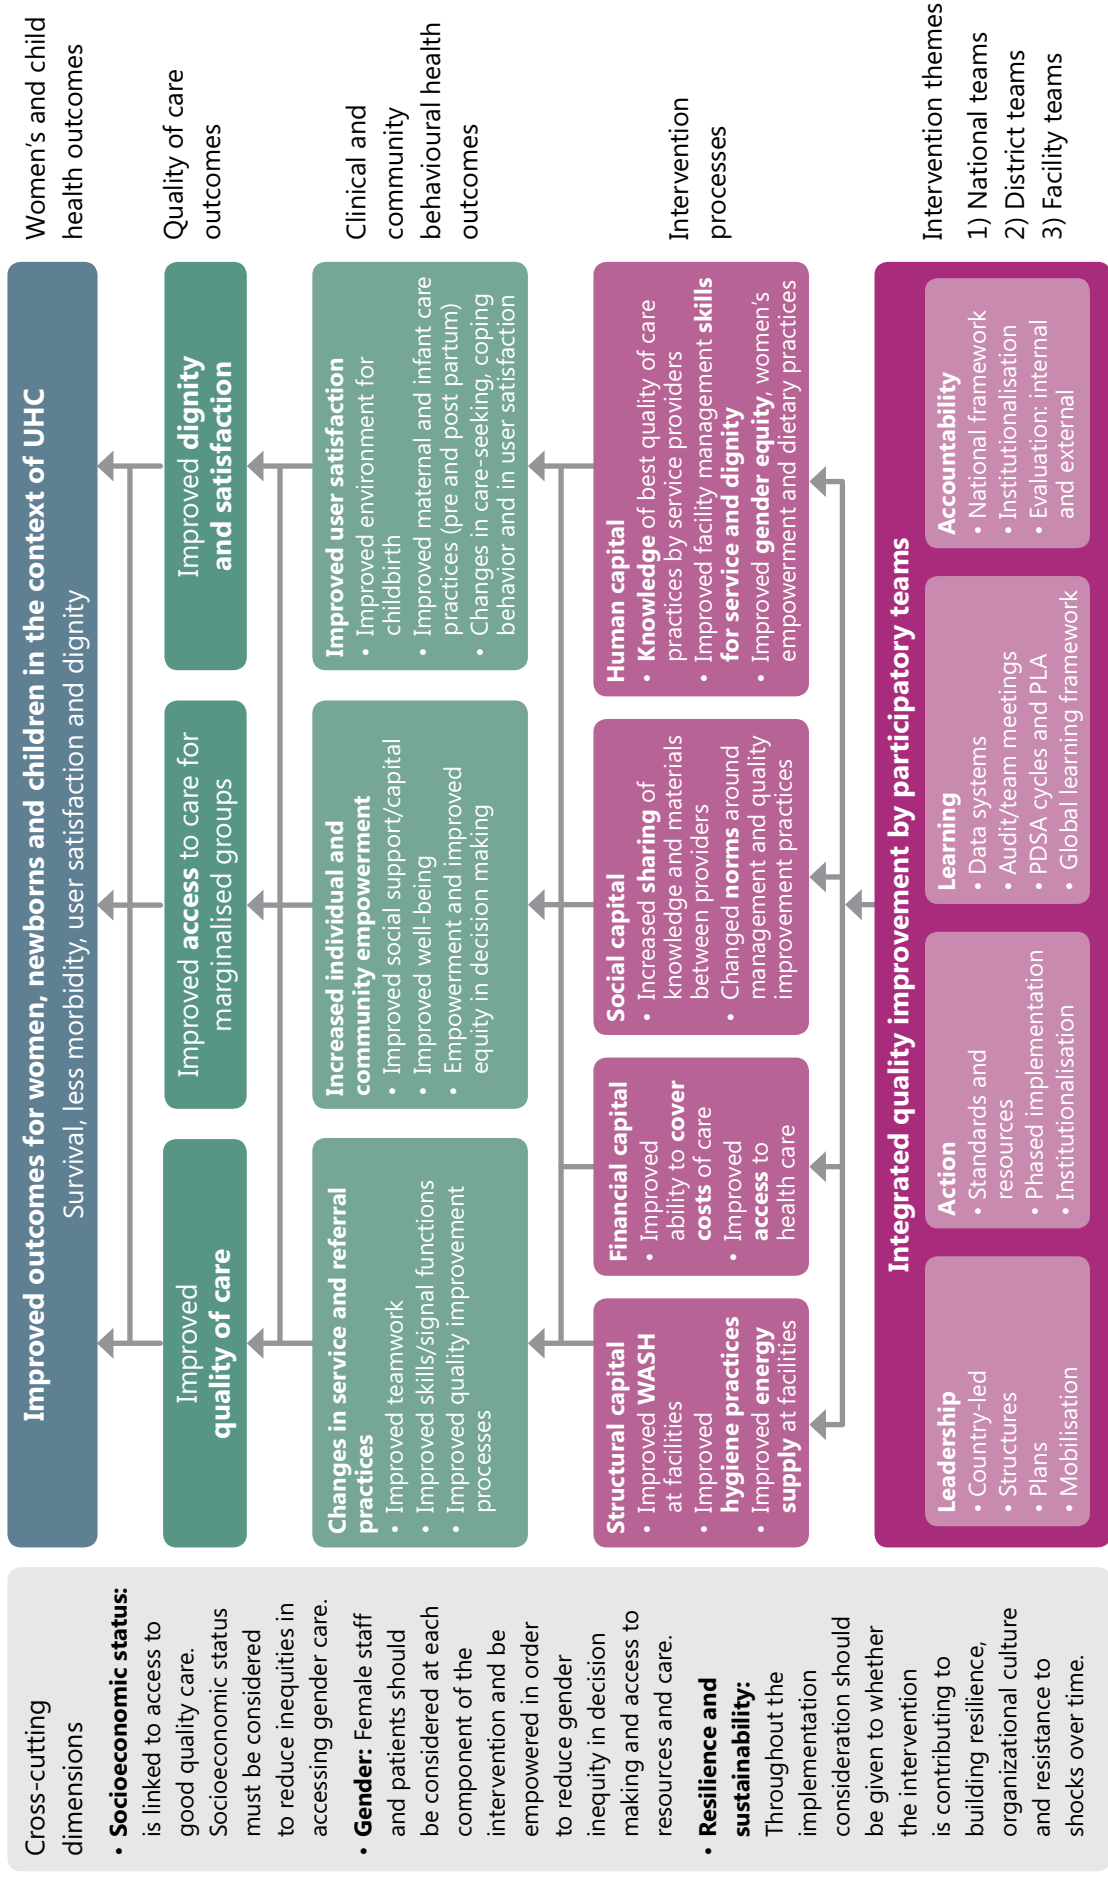 Cross-cutting
dimensions
• Socioeconomic status:
is linked to access to
good quality care.
Socioeconomic status
must be considered
to reduce inequities in
accessing gender care.
• Gender: Female staff
and patients should
be considered at each
component of the
intervention and be
empowered in order
to reduce gender
inequity in decision
making and access to
resources and care.
• Resilience and
sustainability:
Throughout the
implementation
consideration should
be given to whether
the intervention
is contributing to
building resilience,
organizational culture
and resistance to
shocks over time.
Improved outcomes for women, newborns and children in the context of UHC
Survival, less morbidity, user satisfaction and dignity
Women's and child
health outcomes
Improved
quality of care
Improved access to care for
marginalised groups
Improved dignity
and satisfaction
Quality of care
outcomes
Changes in service and referral
practices
• Improved teamwork
• Improved skills/signal functions
• Improved quality improvement
processes
Increased individual and
community empowerment
• Improved social support/capital
• Improved well-being
• Empowerment and improved
equity in decision making
Improved user satisfaction
• Improved environment for
childbirth
• Improved maternal and infant care
practices (pre and post partum)
• Changes in care-seeking, coping
behavior and in user satisfaction
Clinical and
community
behavioural health
outcomes
Structural capital
• Improved WASH
at facilities
• Improved
hygiene practices
• Improved energy
supply at facilities
Financial capital
• Improved
ability to cover
costs of care
• Improved
access to
health care
Social capital
• Increased sharing of
knowledge and materials
between providers
• Changed norms around
management and quality
improvement practices
Human capital
• Knowledge of best quality of care
practices by service providers
• Improved facility management skills
for service and dignity
• Improved gender equity, women's
empowerment and dietary practices
Intervention
processes
Integrated quality improvement by participatory teams
Leadership
• Country-led
• Structures
• Plans
• Mobilisation
Action
• Standards and
resources
• Phased implementation
• Institutionalisation
Learning
• Data systems
• Audit/team meetings
• PDSA cycles and PLA
• Global learning framework
Accountability
• National framework
• Institutionalisation
• Evaluation: internal
and external
Intervention themes
1) National teams
2) District teams
3) Facility teams